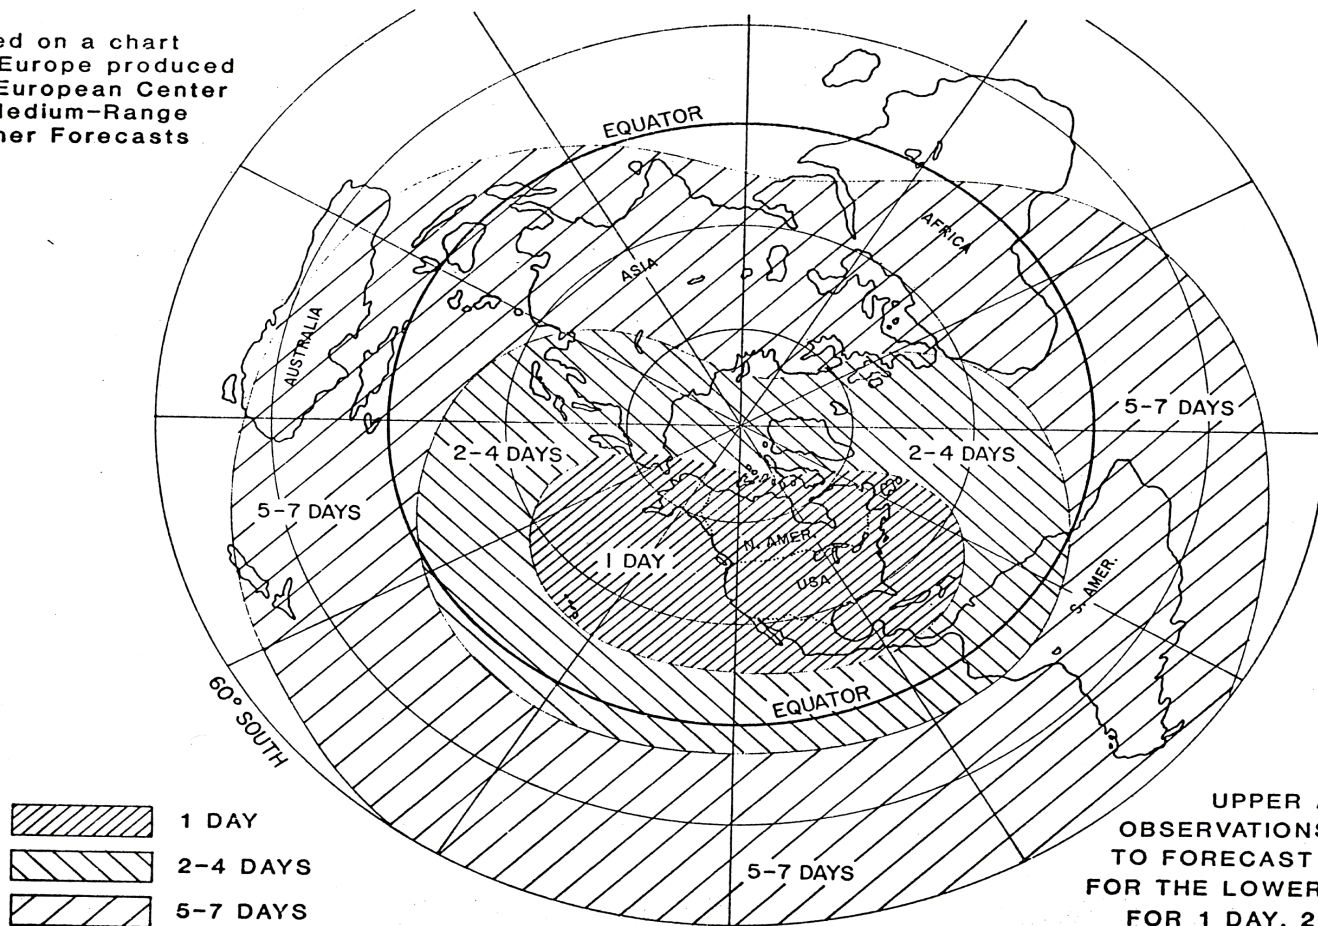 ed on a chart
Europe produced
European Center
Medium-Range
her Forecasts
EQUATOR
AFRICA
ASIA
AUSTRALIA
5-7 DAYS
2-4 DAYS
2-4 DAYS
5-7 DAYS
N. AMER.
1 DAY
USA
S. AMER.
EQUATOR
60° SOUTH
1 DAY
2-4 DAYS
5-7 DAYS
5-7 DAYS
UPPER
OBSERVATIONS
TO FORECAST
FOR THE LOWER
FOR 1 DAY, 2